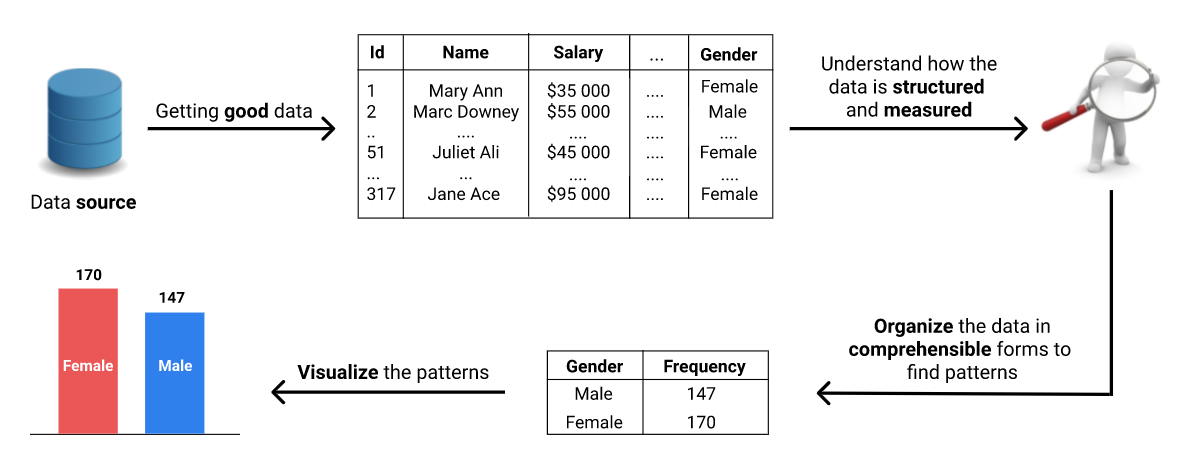 Data source
Getting good data
Id Name Salary ... Gender
1 Mary Ann $35 000 .... Female
2 Marc Downey $55 000 .... Male
.. .... .... .... ....
51 Juliet Ali $45 000 .... Female
... ... .... .... ....
317 Jane Ace $95 000 .... Female
Understand how the
data is structured
and measured
Organize the data in
comprehensible forms to
find patterns
Gender Frequency
Male 147
Female 170
Visualize the patterns
170
147
Female
Male